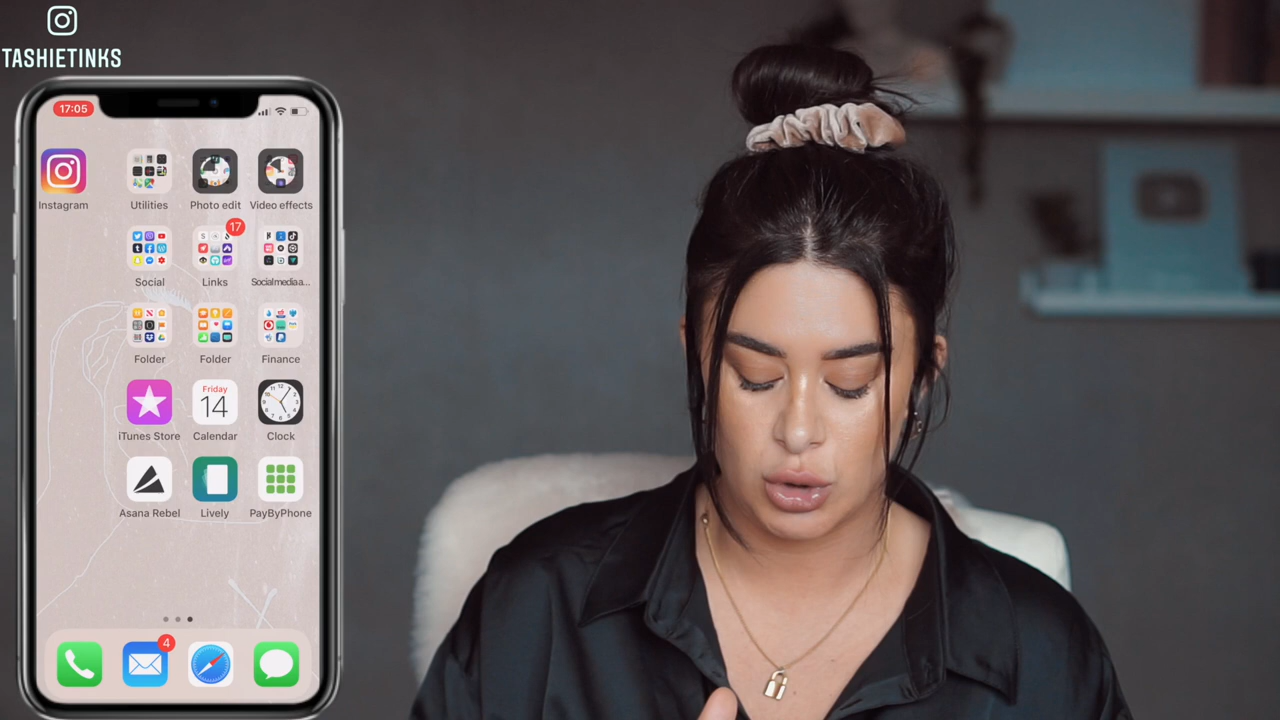 TASHIETINKS
17:05
Instagram Utilities Photo edit Video effects
17
Social Links Socialmediaa...
Folder Folder Finance
Friday
14
iTunes Store Calendar Clock
Asana Rebel Lively PayByPhone
4